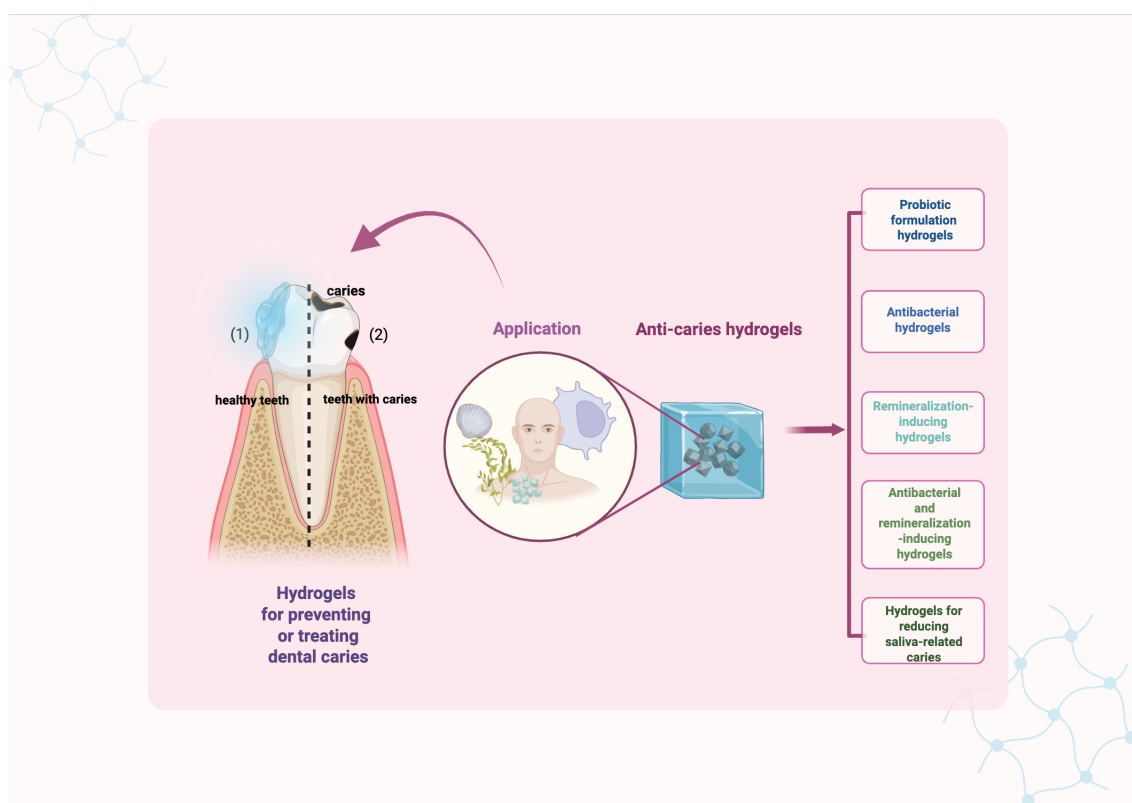 caries
(1)
(2)
healthy teeth
teeth with caries
Hydrogels
for preventing
or treating
dental caries
Application
Anti-caries hydrogels
Probiotic
formulation
hydrogels
Antibacterial
hydrogels
Remineralization-
inducing
hydrogels
Antibacterial
and
remineralization
-inducing
hydrogels
Hydrogels for
reducing
saliva-related
caries